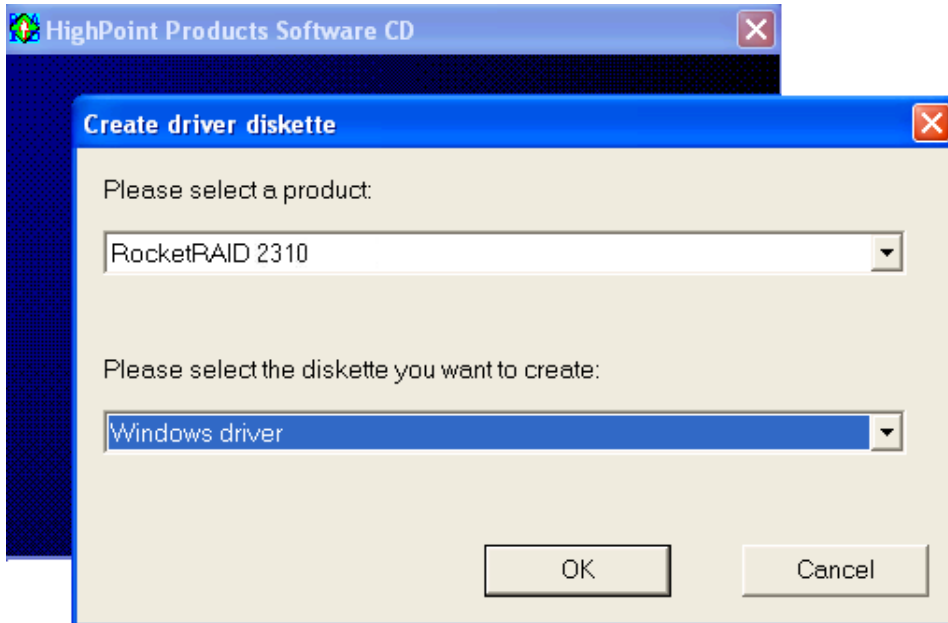 HighPoint Products Software CD
Create driver diskette
Please select a product:
RocketRAID 2310
Please select the diskette you want to create:
Windows driver
OK
Cancel